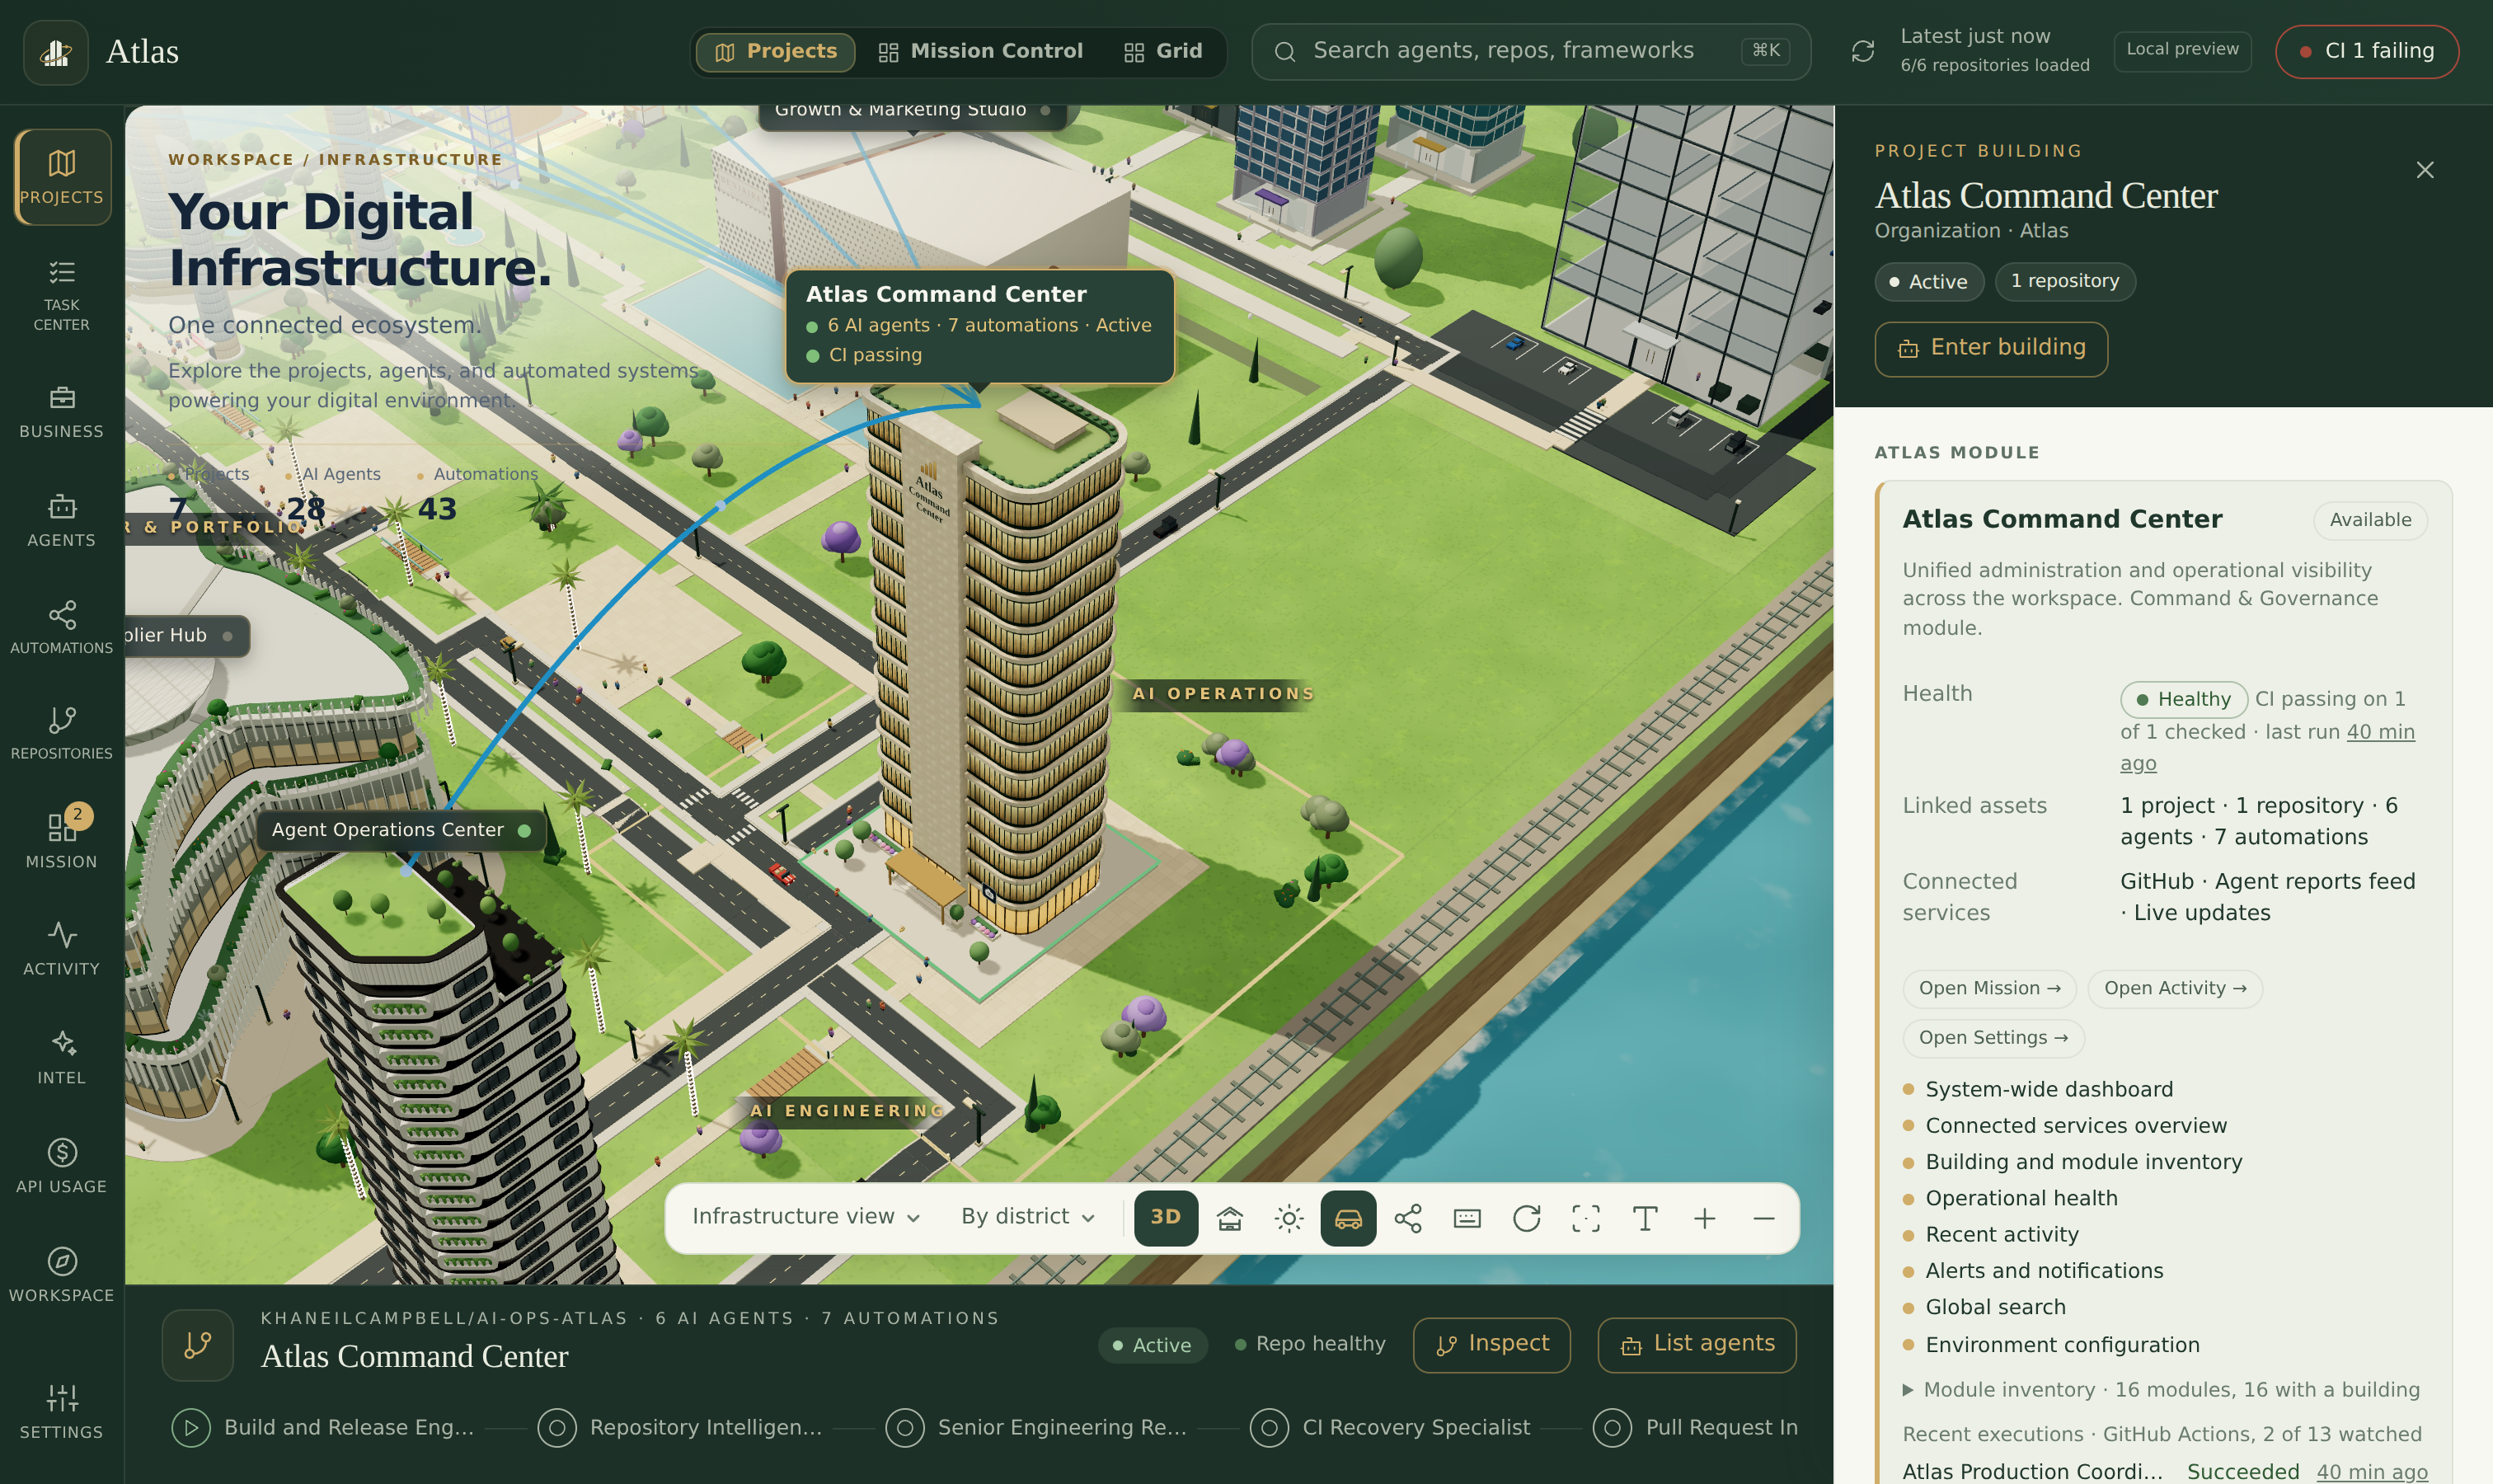 Atlas
Projects
Mission Control
Grid
Search agents, repos, frameworks
⌘K
Latest just now
6/6 repositories loaded
Local preview
CI 1 failing
PROJECTS
TASK
CENTER
BUSINESS
AGENTS
AUTOMATIONS
REPOSITORIES
2
MISSION
ACTIVITY
INTEL
API USAGE
WORKSPACE
SETTINGS
Growth & Marketing Studio
WORKSPACE / INFRASTRUCTURE
Your Digital
Infrastructure.
One connected ecosystem.
Explore the projects, agents, and automated systems
powering your digital environment.
Projects
AI Agents
Automations
7
28
43
R & PORTFOLIO
plier Hub
Atlas Command Center
6 AI agents · 7 automations · Active
CI passing
Atlas
Command
Center
AI OPERATIONS
Agent Operations Center
AI ENGINEERING
Infrastructure view
By district
3D
KHANEILCAMPBELL/AI-OPS-ATLAS · 6 AI AGENTS · 7 AUTOMATIONS
Atlas Command Center
Active
Repo healthy
Inspect
List agents
Build and Release Eng...
Repository Intelligen...
Senior Engineering Re...
CI Recovery Specialist
Pull Request In
PROJECT BUILDING
Atlas Command Center
Organization · Atlas
Active
1 repository
Enter building
ATLAS MODULE
Atlas Command Center
Available
Unified administration and operational visibility
across the workspace. Command & Governance
module.
Health
Healthy CI passing on 1
of 1 checked · last run 40 min
ago
Linked assets
1 project · 1 repository · 6
agents · 7 automations
Connected
services
GitHub · Agent reports feed
· Live updates
Open Mission →
Open Activity →
Open Settings →
System-wide dashboard
Connected services overview
Building and module inventory
Operational health
Recent activity
Alerts and notifications
Global search
Environment configuration
Module inventory · 16 modules, 16 with a building
Recent executions · GitHub Actions, 2 of 13 watched
Atlas Production Coordi...
Succeeded
40 min ago